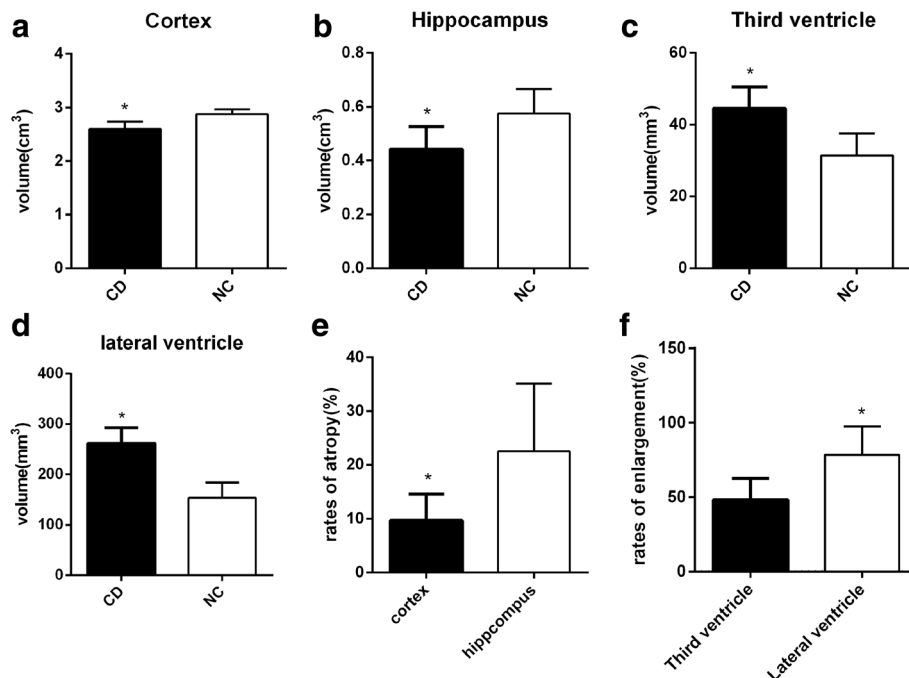 a
Cortex
volume(cm³)
4
3
2
1
0
*
CD
NC
b
Hippocampus
volume(cm³)
0.8
0.6
0.4
0.2
0.0
*
CD
NC
c
Third ventricle
volume(mm³)
60
40
20
0
*
CD
NC
d
lateral ventricle
volume(mm³)
400
300
200
100
0
*
CD
NC
e
rates of atropy(%)
40
30
20
10
0
*
cortex
hippcompus
f
rates of enlargement(%)
150
100
50
0
*
Third ventricle
Lateral ventricle